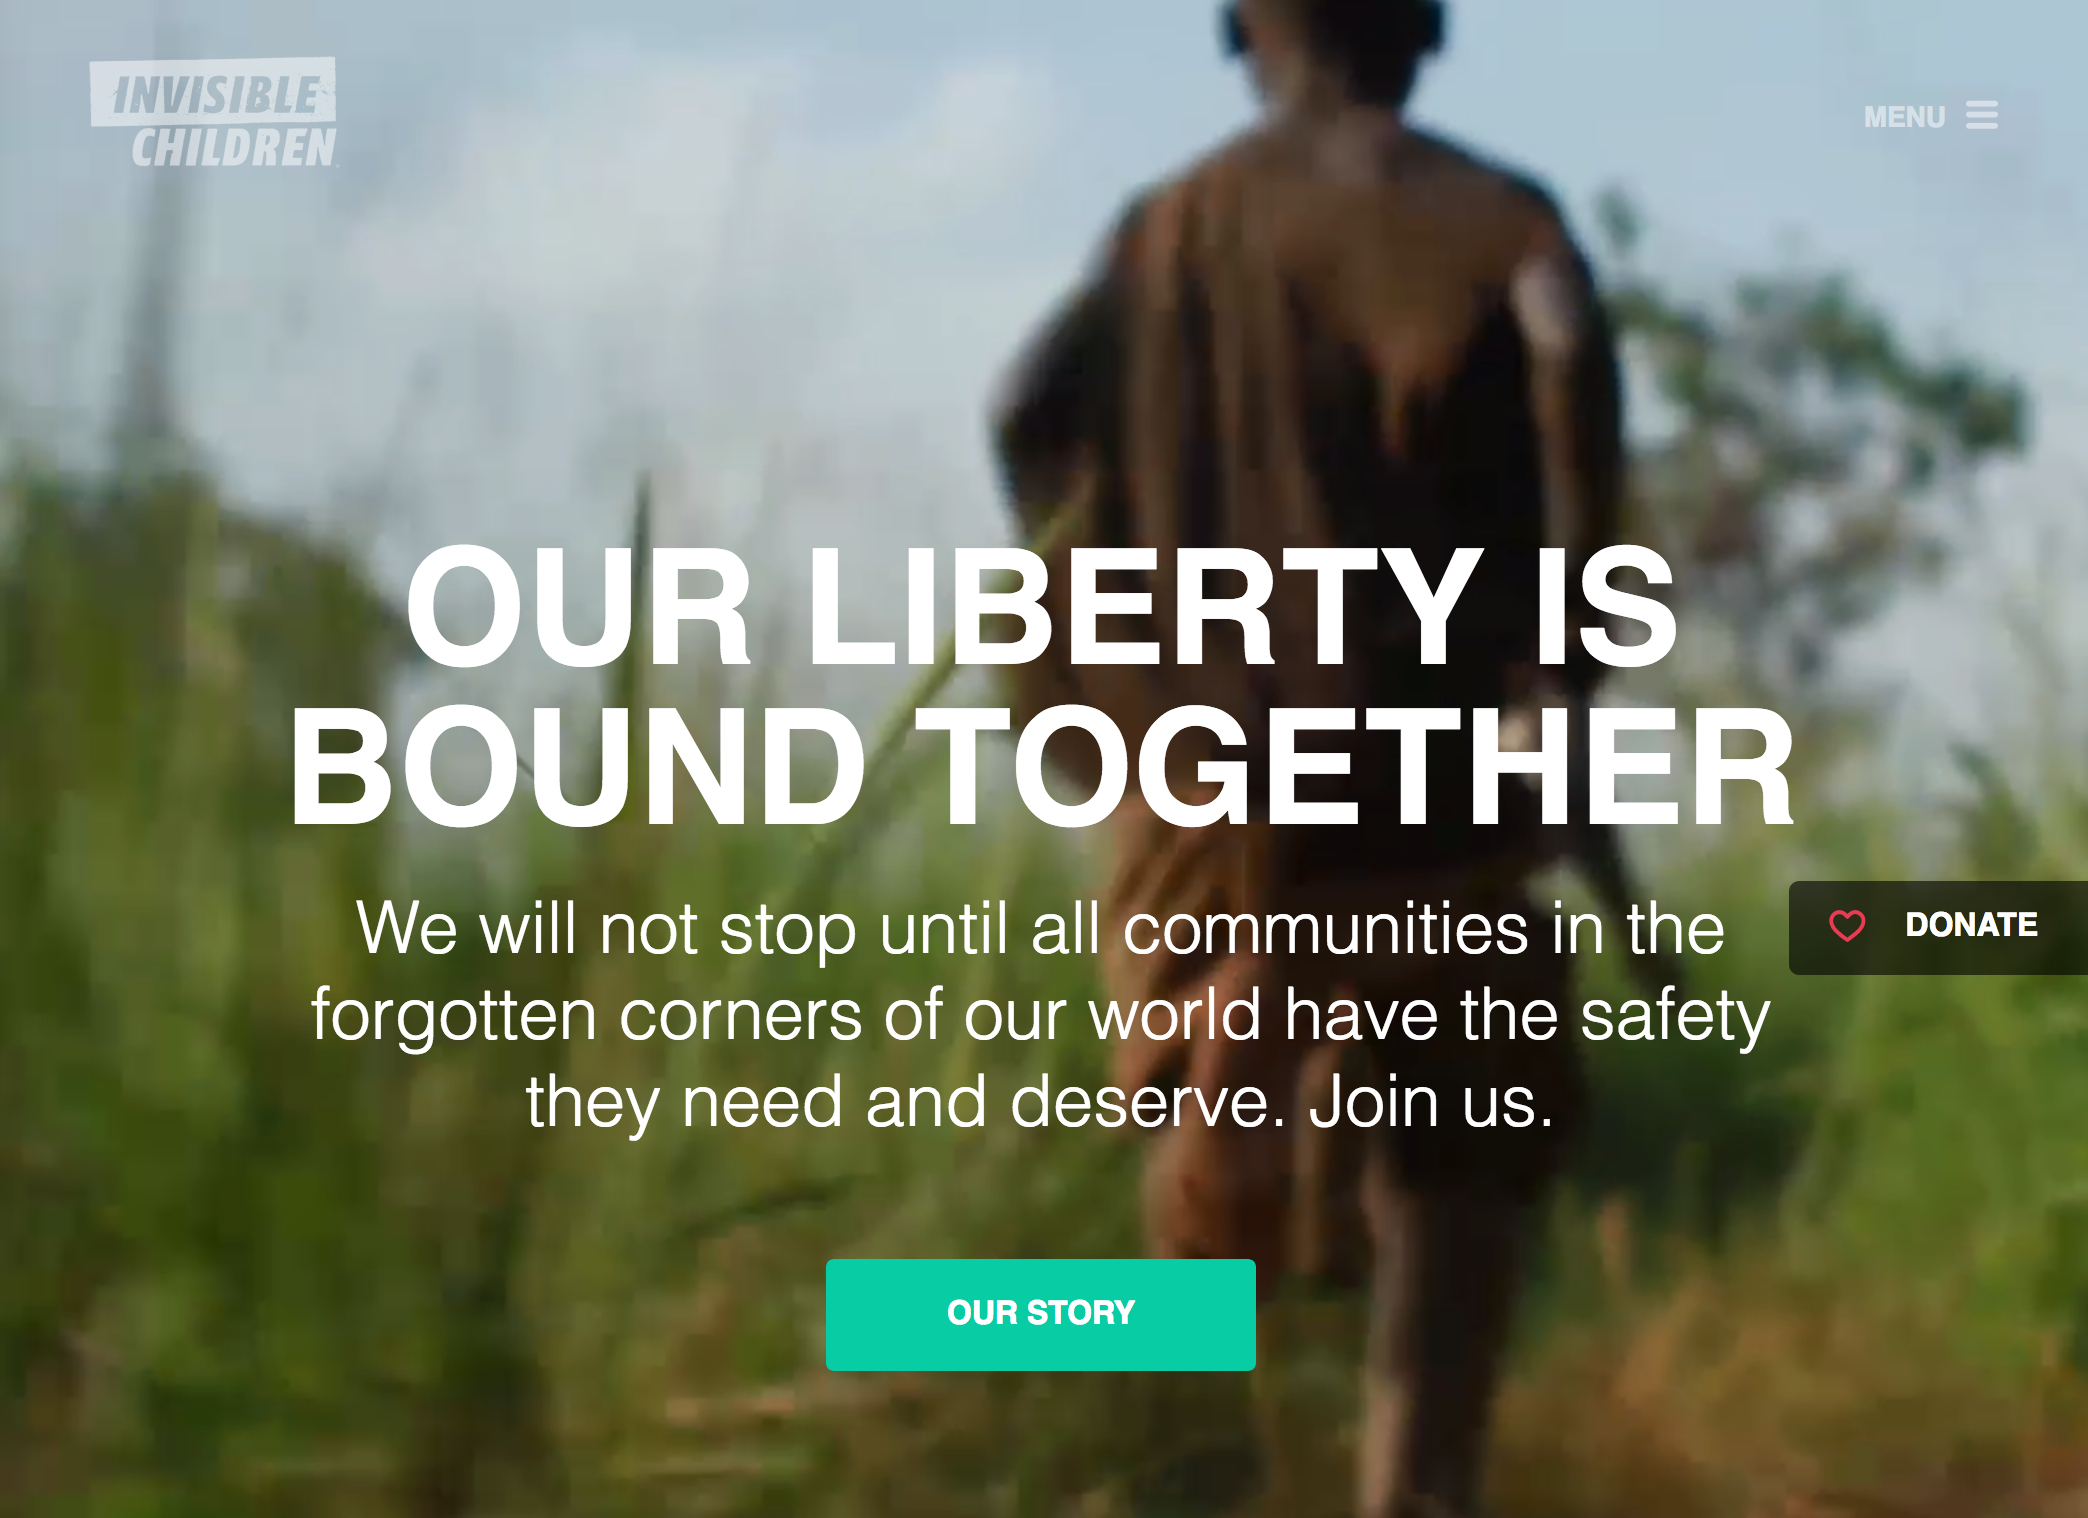 INVISIBLE
CHILDREN
MENU
OUR LIBERTY IS
BOUND TOGETHER
We will not stop until all communities in the
forgotten corners of our world have the safety
they need and deserve. Join us.
DONATE
OUR STORY